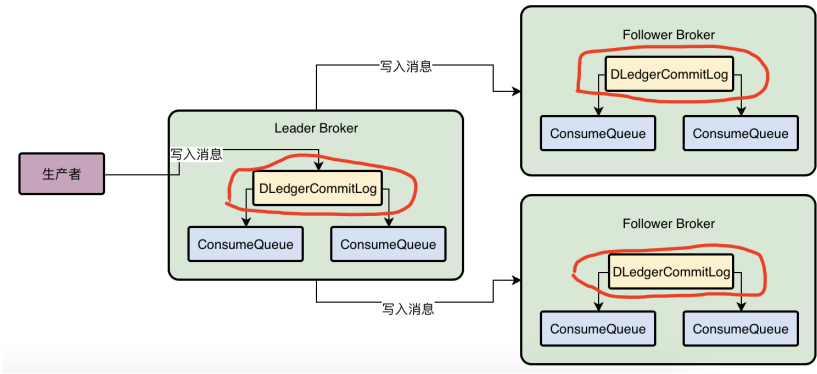 生产者
写入消息
Leader Broker
DLedgerCommitLog
ConsumeQueue
ConsumeQueue
写入消息
Follower Broker
DLedgerCommitLog
ConsumeQueue
ConsumeQueue
写入消息
Follower Broker
DLedgerCommitLog
ConsumeQueue
ConsumeQueue